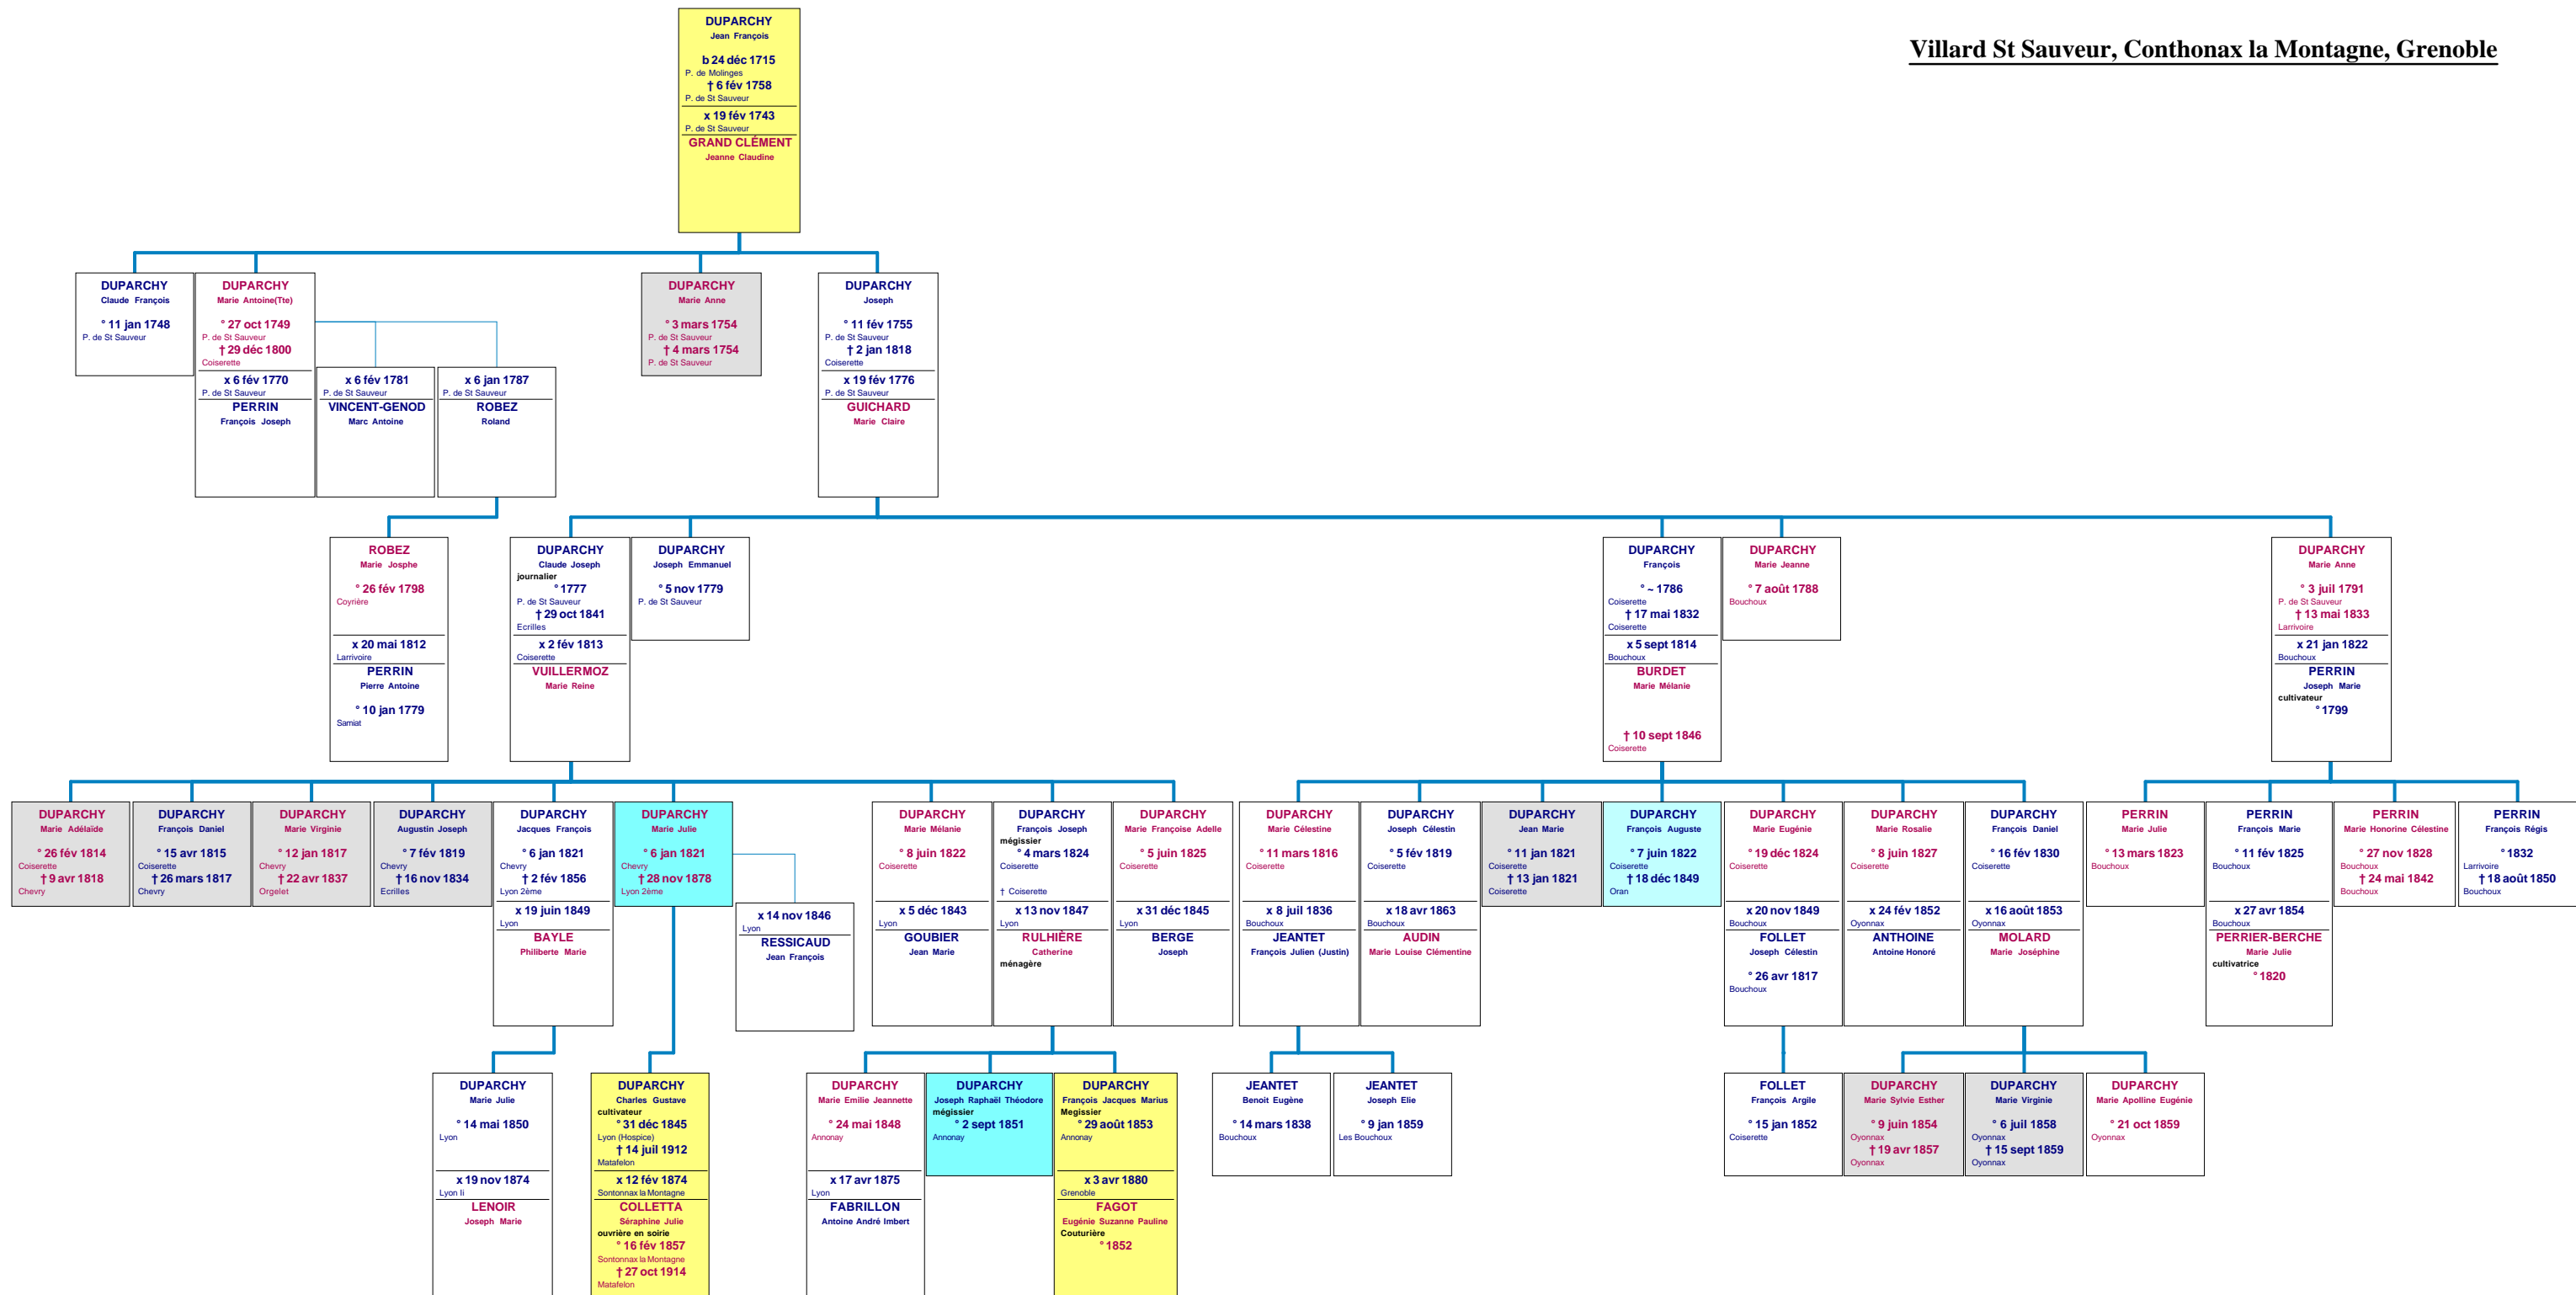 Villard St Sauveur, Conthonax la Montagne, Grenoble
DUPARCHY
Jean François
b 24 déc 1715
P. de Molinges
† 6 fév 1758
P. de St Sauveur
x 19 fév 1743
P. de St Sauveur
GRAND CLÉMENT
Jeanne Claudine
DUPARCHY
Claude François
° 11 jan 1748
P. de St Sauveur
DUPARCHY
Marie Antoine(Tte)
° 27 oct 1749
P. de St Sauveur
† 29 déc 1800
Coiserette
x 6 fév 1770
P. de St Sauveur
PERRIN
François Joseph
x 6 fév 1781
P. de St Sauveur
VINCENT-GENOD
Marc Antoine
x 6 jan 1787
P. de St Sauveur
ROBEZ
Roland
DUPARCHY
Marie Anne
° 3 mars 1754
P. de St Sauveur
† 4 mars 1754
P. de St Sauveur
DUPARCHY
Joseph
° 11 fév 1755
P. de St Sauveur
† 2 jan 1818
Coiserette
x 19 fév 1776
P. de St Sauveur
GUICHARD
Marie Claire
ROBEZ
Marie Josphe
° 26 fév 1798
Coyrière
x 20 mai 1812
Larrivoire
PERRIN
Pierre Antoine
° 10 jan 1779
Samiat
DUPARCHY
Claude Joseph
journalier
° 1777
P. de St Sauveur
† 29 oct 1841
Ecrilles
x 2 fév 1813
Coiserette
VUILLERMOZ
Marie Reine
DUPARCHY
Joseph Emmanuel
° 5 nov 1779
P. de St Sauveur
DUPARCHY
François
° ~ 1786
Coiserette
† 17 mai 1832
Coiserette
x 5 sept 1814
Bouchoux
BURDET
Marie Mélanie
† 10 sept 1846
Coiserette
DUPARCHY
Marie Jeanne
° 7 août 1788
Bouchoux
DUPARCHY
Marie Anne
° 3 juil 1791
P. de St Sauveur
† 13 mai 1833
Larrivoire
x 21 jan 1822
Bouchoux
PERRIN
Joseph Marie
cultivateur
° 1799
DUPARCHY
Marie Adélaïde
° 26 fév 1814
Coiserette
† 9 avr 1818
Chevry
DUPARCHY
François Daniel
° 15 avr 1815
Coiserette
† 26 mars 1817
Chevry
DUPARCHY
Marie Virginie
° 12 jan 1817
Chevry
† 22 avr 1837
Orgelet
DUPARCHY
Augustin Joseph
° 7 fév 1819
Chevry
† 16 nov 1834
Ecrilles
DUPARCHY
Jacques François
° 6 jan 1821
Chevry
† 2 fév 1856
Lyon 2ème
x 19 juin 1849
Lyon
BAYLE
Philiberte Marie
DUPARCHY
Marie Julie
° 6 jan 1821
Chevry
† 28 nov 1878
Lyon 2ème
x 14 nov 1846
Lyon
RESSICAUD
Jean François
DUPARCHY
Marie Mélanie
° 8 juin 1822
Coiserette
x 5 déc 1843
Lyon
GOUBIER
Jean Marie
DUPARCHY
François Joseph
mégissier
° 4 mars 1824
Coiserette
† Coiserette
x 13 nov 1847
Lyon
RULHIÈRE
Catherine
ménagère
DUPARCHY
Marie Françoise Adelle
° 5 juin 1825
Coiserette
x 31 déc 1845
Lyon
BERGE
Joseph
DUPARCHY
Marie Célestine
° 11 mars 1816
Coiserette
x 8 juil 1836
Bouchoux
JEANTET
François Julien (Justin)
DUPARCHY
Joseph Célestin
° 5 fév 1819
Coiserette
x 18 avr 1863
Bouchoux
AUDIN
Marie Louise Clémentine
DUPARCHY
Jean Marie
° 11 jan 1821
Coiserette
† 13 jan 1821
Coiserette
DUPARCHY
François Auguste
° 7 juin 1822
Coiserette
† 18 déc 1849
Oran
DUPARCHY
Marie Eugénie
° 19 déc 1824
Coiserette
x 20 nov 1849
Bouchoux
FOLLET
Joseph Célestin
° 26 avr 1817
Bouchoux
DUPARCHY
Marie Rosalie
° 8 juin 1827
Coiserette
x 24 fév 1852
Oyonnax
ANTHOINE
Antoine Honoré
DUPARCHY
François Daniel
° 16 fév 1830
Coiserette
x 16 août 1853
Oyonnax
MOLARD
Marie Joséphine
PERRIN
Marie Julie
° 13 mars 1823
Bouchoux
PERRIN
François Marie
° 11 fév 1825
Bouchoux
x 27 avr 1854
Bouchoux
PERRIER-BERCHE
Marie Julie
cultivatrice
° 1820
PERRIN
Marie Honorine Célestine
° 27 nov 1828
Bouchoux
† 24 mai 1842
Bouchoux
PERRIN
François Régis
° 1832
Larrivoire
† 18 août 1850
Bouchoux
DUPARCHY
Marie Julie
° 14 mai 1850
Lyon
x 19 nov 1874
Lyon Ii
LENOIR
Joseph Marie
DUPARCHY
Charles Gustave
cultivateur
° 31 déc 1845
Lyon (Hospice)
† 14 juil 1912
Matafelon
x 12 fév 1874
Sontonnax la Montagne
COLLETTA
Séraphine Julie
ouvrière en soirie
° 16 fév 1857
Sontonnax la Montagne
† 27 oct 1914
Matafelon
DUPARCHY
Marie Emilie Jeannette
° 24 mai 1848
Annonay
x 17 avr 1875
Lyon
FABRILLON
Antoine André Imbert
DUPARCHY
Joseph Raphaël Théodore
mégissier
° 2 sept 1851
Annonay
DUPARCHY
François Jacques Marius
Megissier
° 29 août 1853
Annonay
x 3 avr 1880
Grenoble
FAGOT
Eugénie Suzanne Pauline
Couturière
° 1852
JEANTET
Benoit Eugène
° 14 mars 1838
Bouchoux
JEANTET
Joseph Elie
° 9 jan 1859
Les Bouchoux
FOLLET
François Argile
° 15 jan 1852
Coiserette
DUPARCHY
Marie Sylvie Esther
° 9 juin 1854
Oyonnax
† 19 avr 1857
Oyonnax
DUPARCHY
Marie Virginie
° 6 juil 1858
Oyonnax
† 15 sept 1859
Oyonnax
DUPARCHY
Marie Apolline Eugénie
° 21 oct 1859
Oyonnax